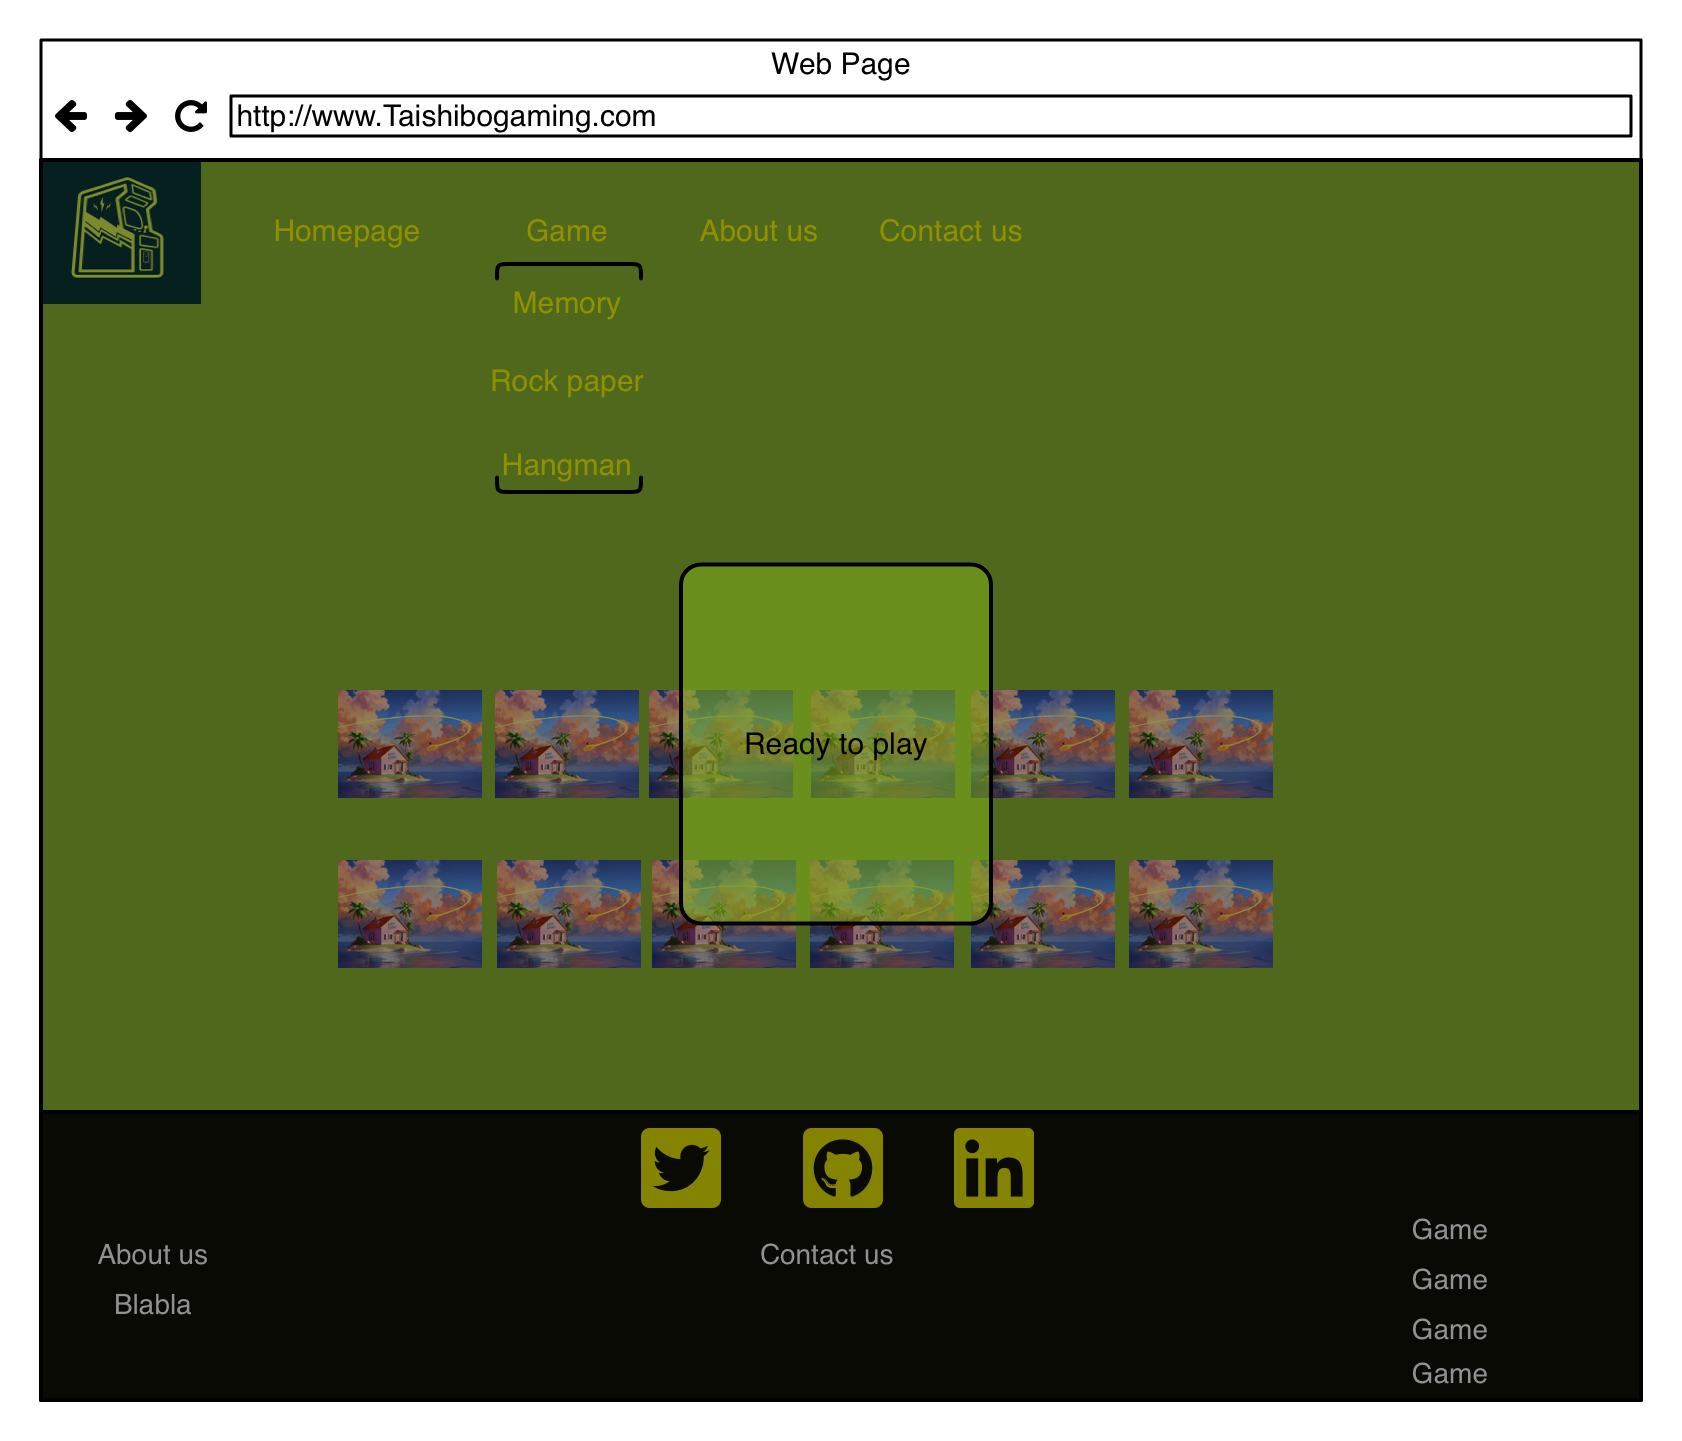 Web Page
http://www.Taishibogaming.com
Homepage
Game
About us
Contact us
Memory
Rock paper
Hangman
Ready to play
About us
Blabla
Contact us
Game
Game
Game
Game